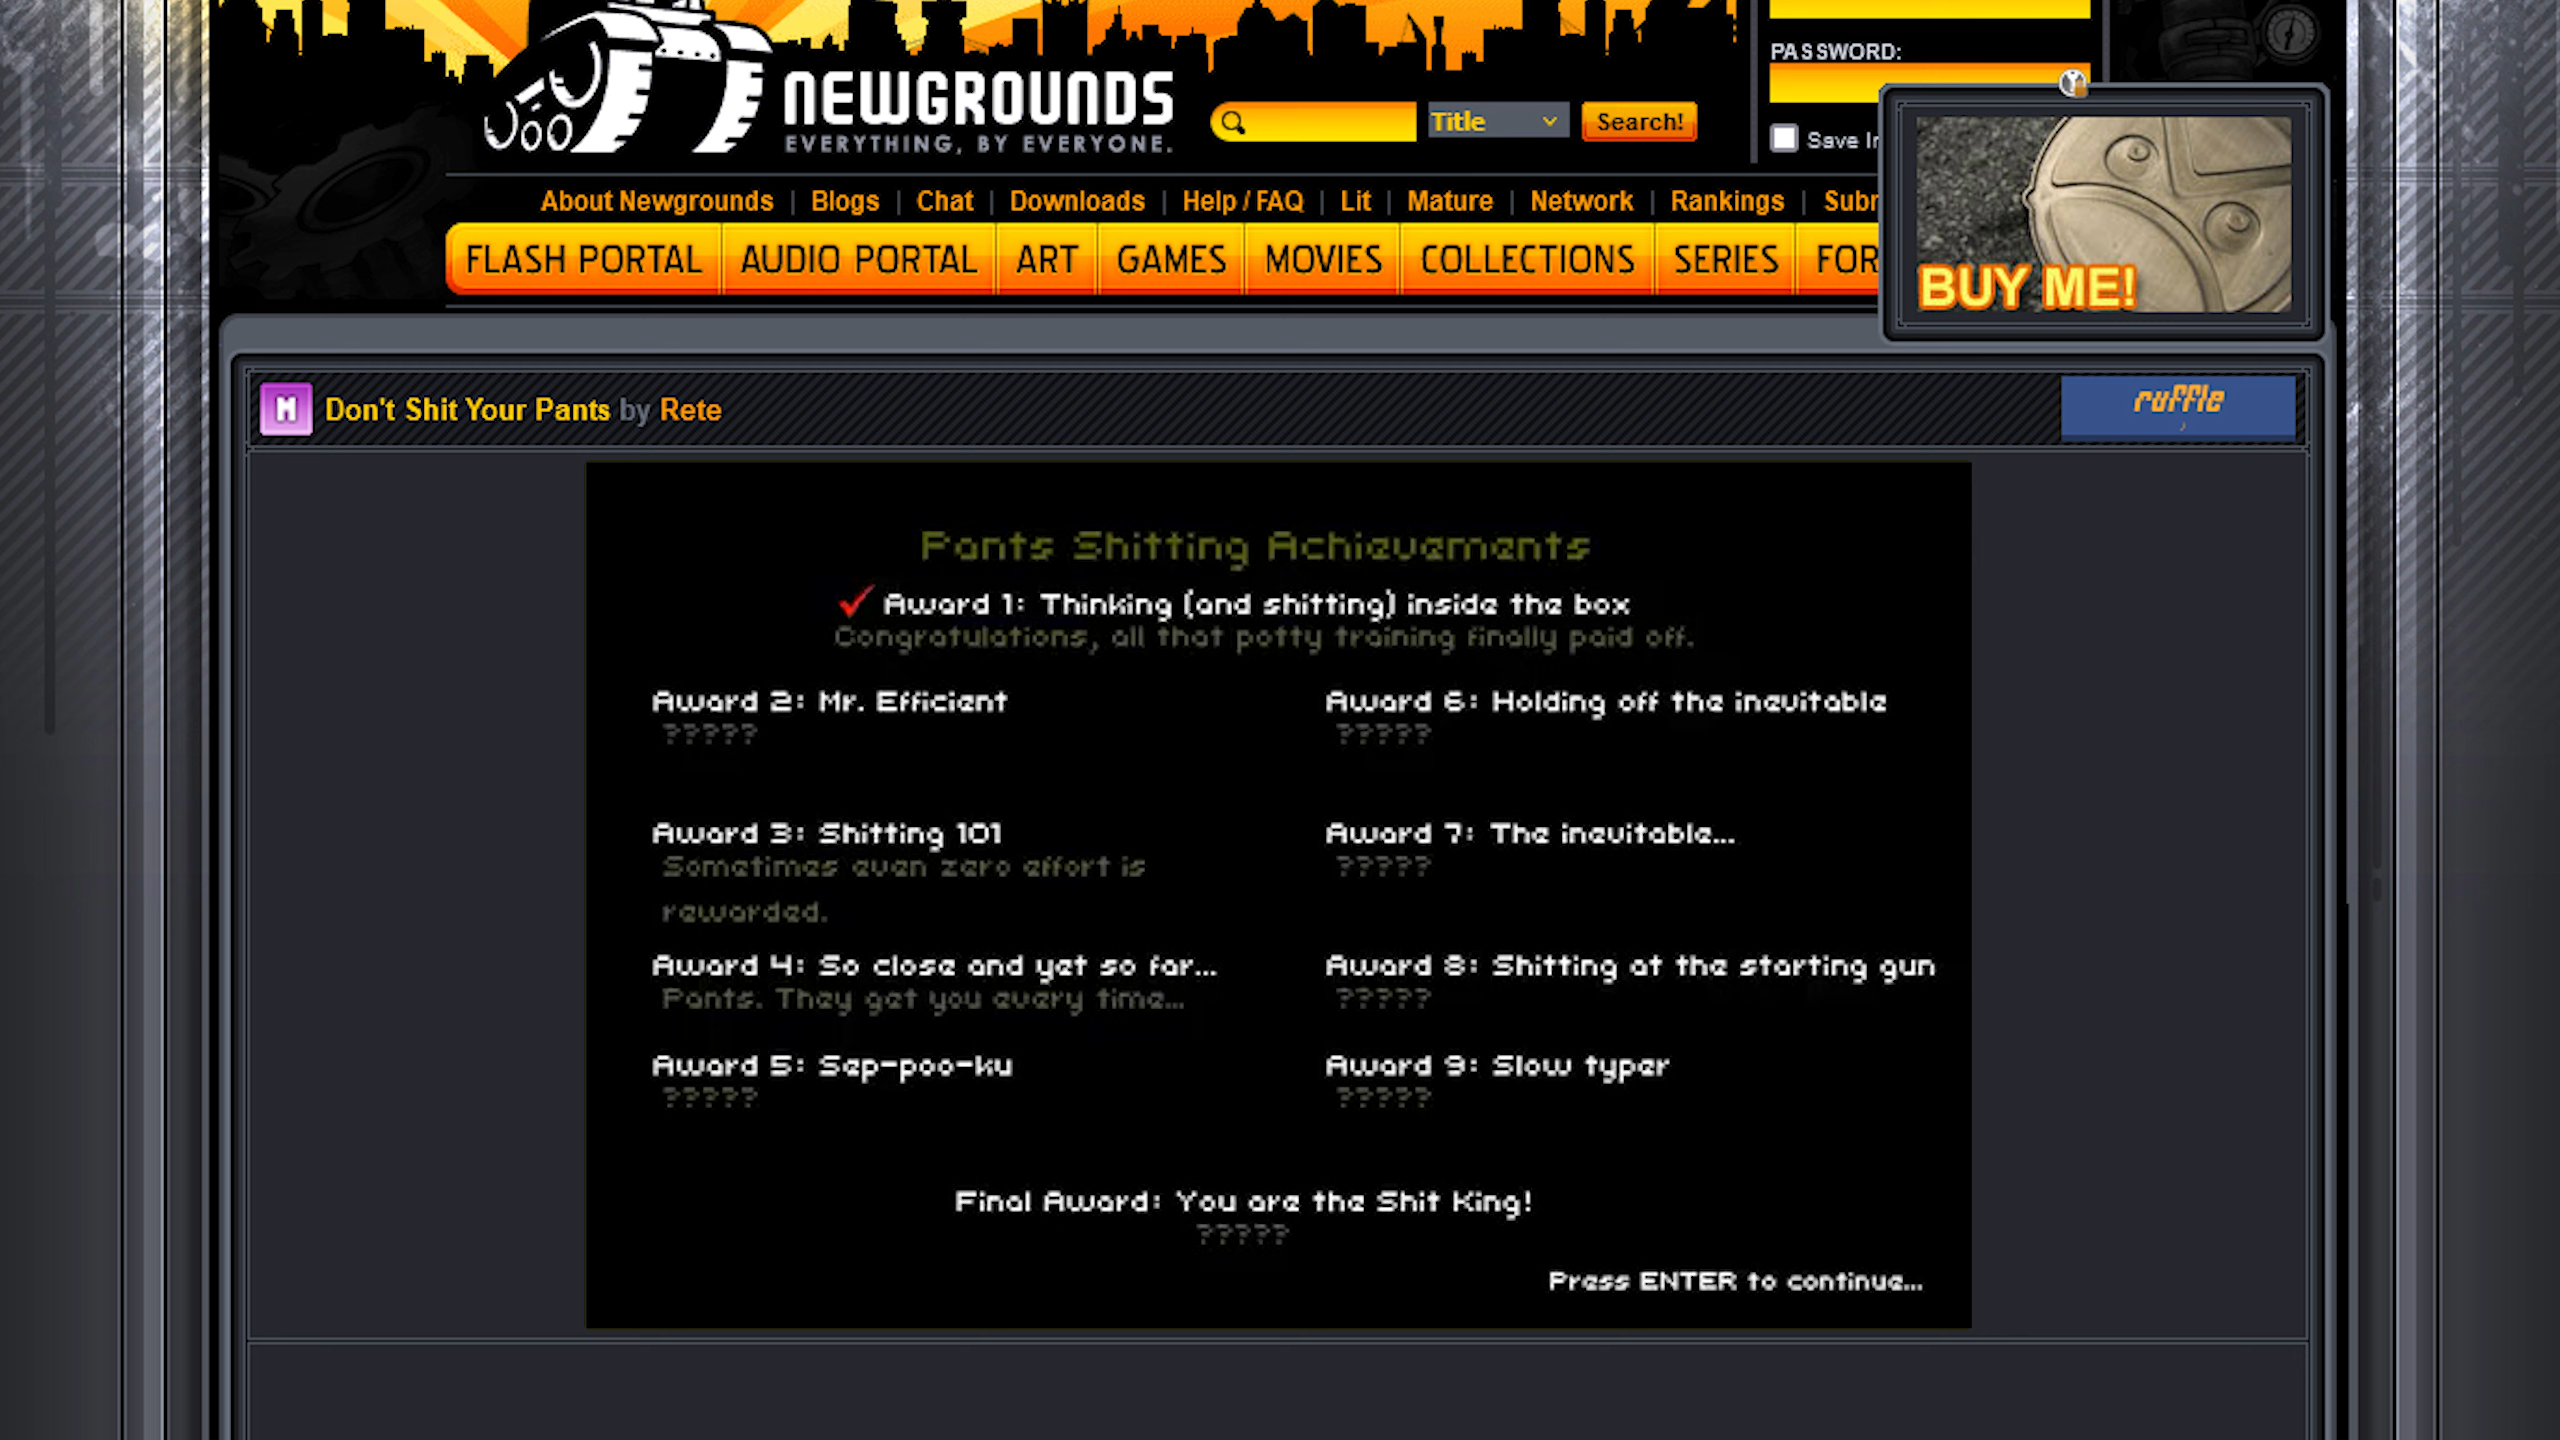 NEWGROUNDS
EVERYTHING, BY EVERYONE.
Title
Search!
PASSWORD:
Save I
About Newgrounds | Blogs | Chat | Downloads | Help / FAQ | Lit | Mature | Network | Rankings | Subr
FLASH PORTAL AUDIO PORTAL ART GAMES MOVIES COLLECTIONS SERIES FOR
BUY ME!
M Don't Shit Your Pants by Rete
ruffle
Pants Shitting Achievements
Award 1: Thinking (and shitting) inside the box
Congratulations, all that potty training finally paid off.
Award 2: Mr. Efficient
?????
Award 3: Shitting 101
Sometimes even zero effort is
rewarded.
Award 4: So close and yet so far...
Pants. They get you every time...
Award 5: Sep-poo-ku
?????
Award 6: Holding off the inevitable
?????
Award 7: The inevitable...
?????
Award 8: Shitting at the starting gun
?????
Award 9: Slow typer
?????
Final Award: You are the Shit King!
?????
Press ENTER to continue...